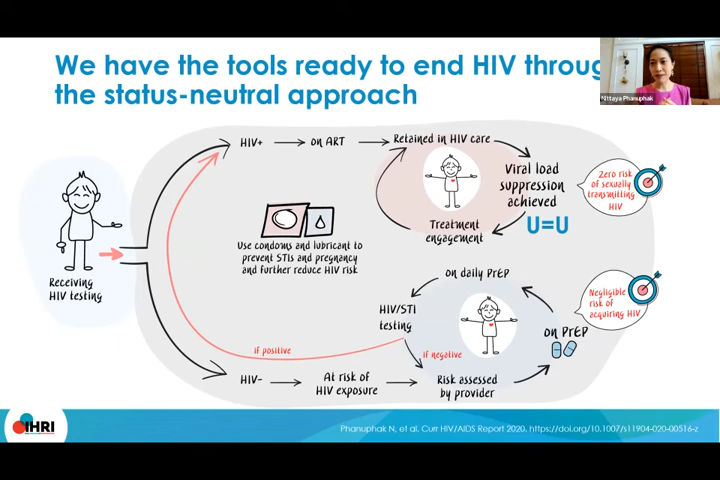 We have the tools ready to end HIV throug
the status-neutral approach
Nittaya Phanuphak
HIV+
on ART
Retained in HIV care
Viral load
suppression
achieved
U=U
Zero risk
of sexually
transmitting
HIV
Treatment
engagement
Use condoms and lubricant to
prevent STIs and pregnancy
and further reduce HIV risk
Receiving
HIV testing
on daily PrEP
HIV/STI
testing
Negligible
risk of
acquiring HIV
on PrEP
if positive
if negative
HIV-
At risk of
HIV exposure
Risk assessed
by provider
IHRI
Phanuphak N, et al. Curr HIV/AIDS Report 2020. https://doi.org/10.1007/s11904-020-00516-z